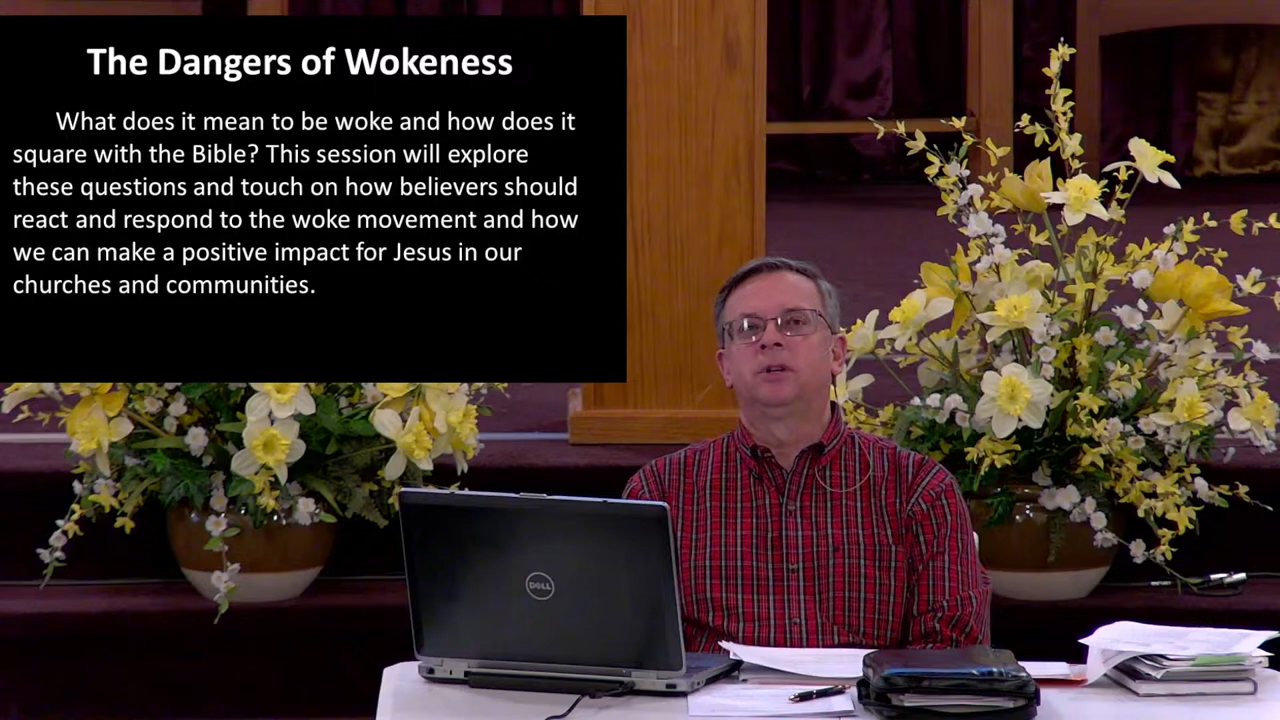 The Dangers of Wokeness
What does it mean to be woke and how does it
square with the Bible? This session will explore
these questions and touch on how believers should
react and respond to the woke movement and how
we can make a positive impact for Jesus in our
churches and communities.
DELL